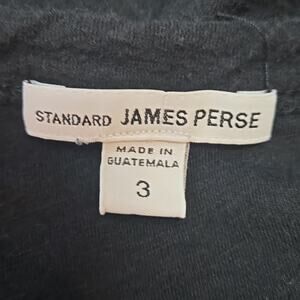 STANDARD JAMES PERSE
MADE IN
GUATEMALA
3